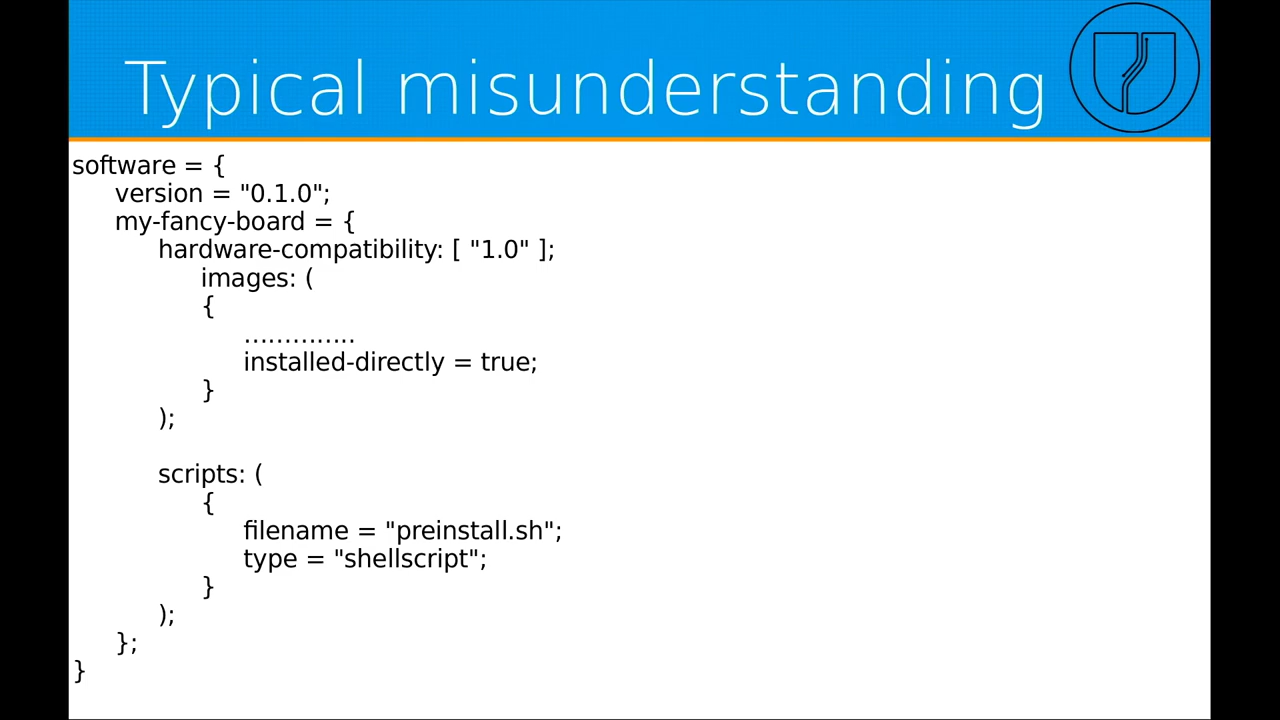 Typical misunderstanding
software = {
version = "0.1.0";
my-fancy-board = {
hardware-compatibility: [ "1.0" ];
images: (
{
..............
installed-directly = true;
}
);
scripts: (
{
filename = "preinstall.sh";
type = "shellscript";
}
);
};
}